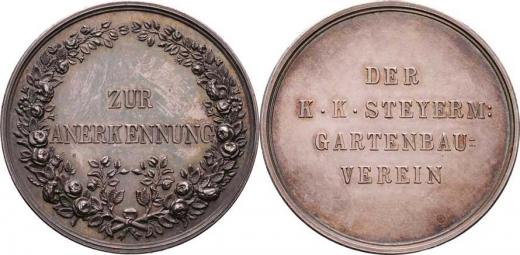 ZUR
ANERKENNUNG
DER
K·K·STEYERM:
GARTENBAU=
VEREIN